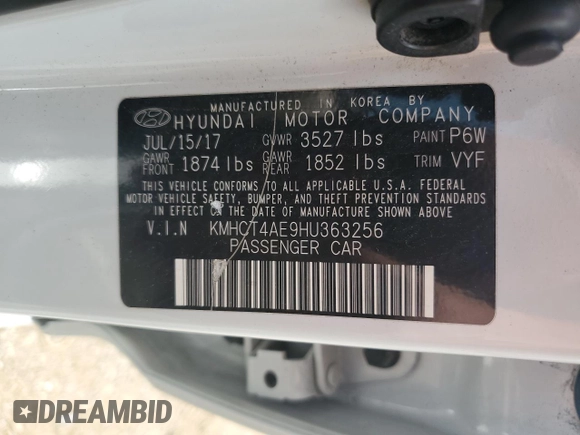 MANUFACTURED IN KOREA BY
HYUNDAI MOTOR COMPANY
JUL/15/17 GVWR 3527 lbs PAINT P6W
GAWR FRONT 1874 lbs GAWR REAR 1852 lbs TRIM VYF
THIS VEHICLE CONFORMS TO ALL APPLICABLE U.S.A. FEDERAL
MOTOR VEHICLE SAFETY, BUMPER, AND THEFT PREVENTION STANDARDS
IN EFFECT ON THE DATE OF MANUFACTURE SHOWN ABOVE.
V.I.N KMHCT4AE9HU363256
PASSENGER CAR
DREAMBID